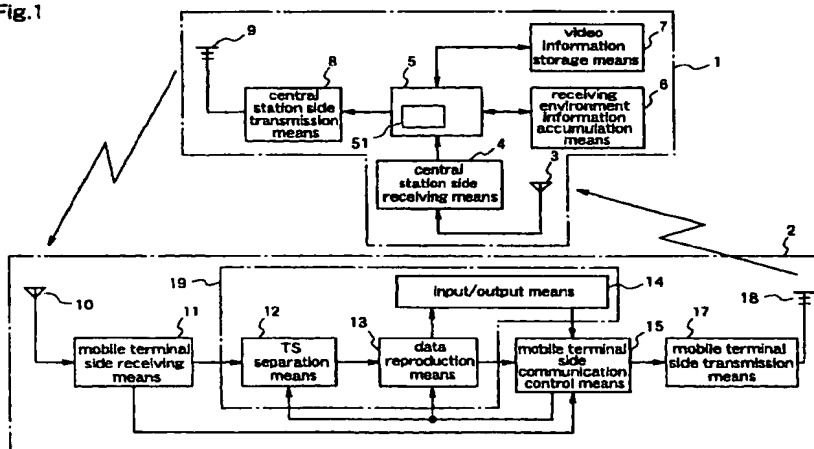 Fig.1
9
video
information
storage means
7
8
5
1
central
station side
transmission
means
51
receiving
environment
information
accumulation
means
6
4
3
central
station side
receiving means
2
19
input/output means
14
18
10
11
12
13
15
17
mobile terminal
side receiving
means
TS
separation
means
data
reproduction
means
mobile terminal
side
communication
control means
mobile terminal
side transmission
means